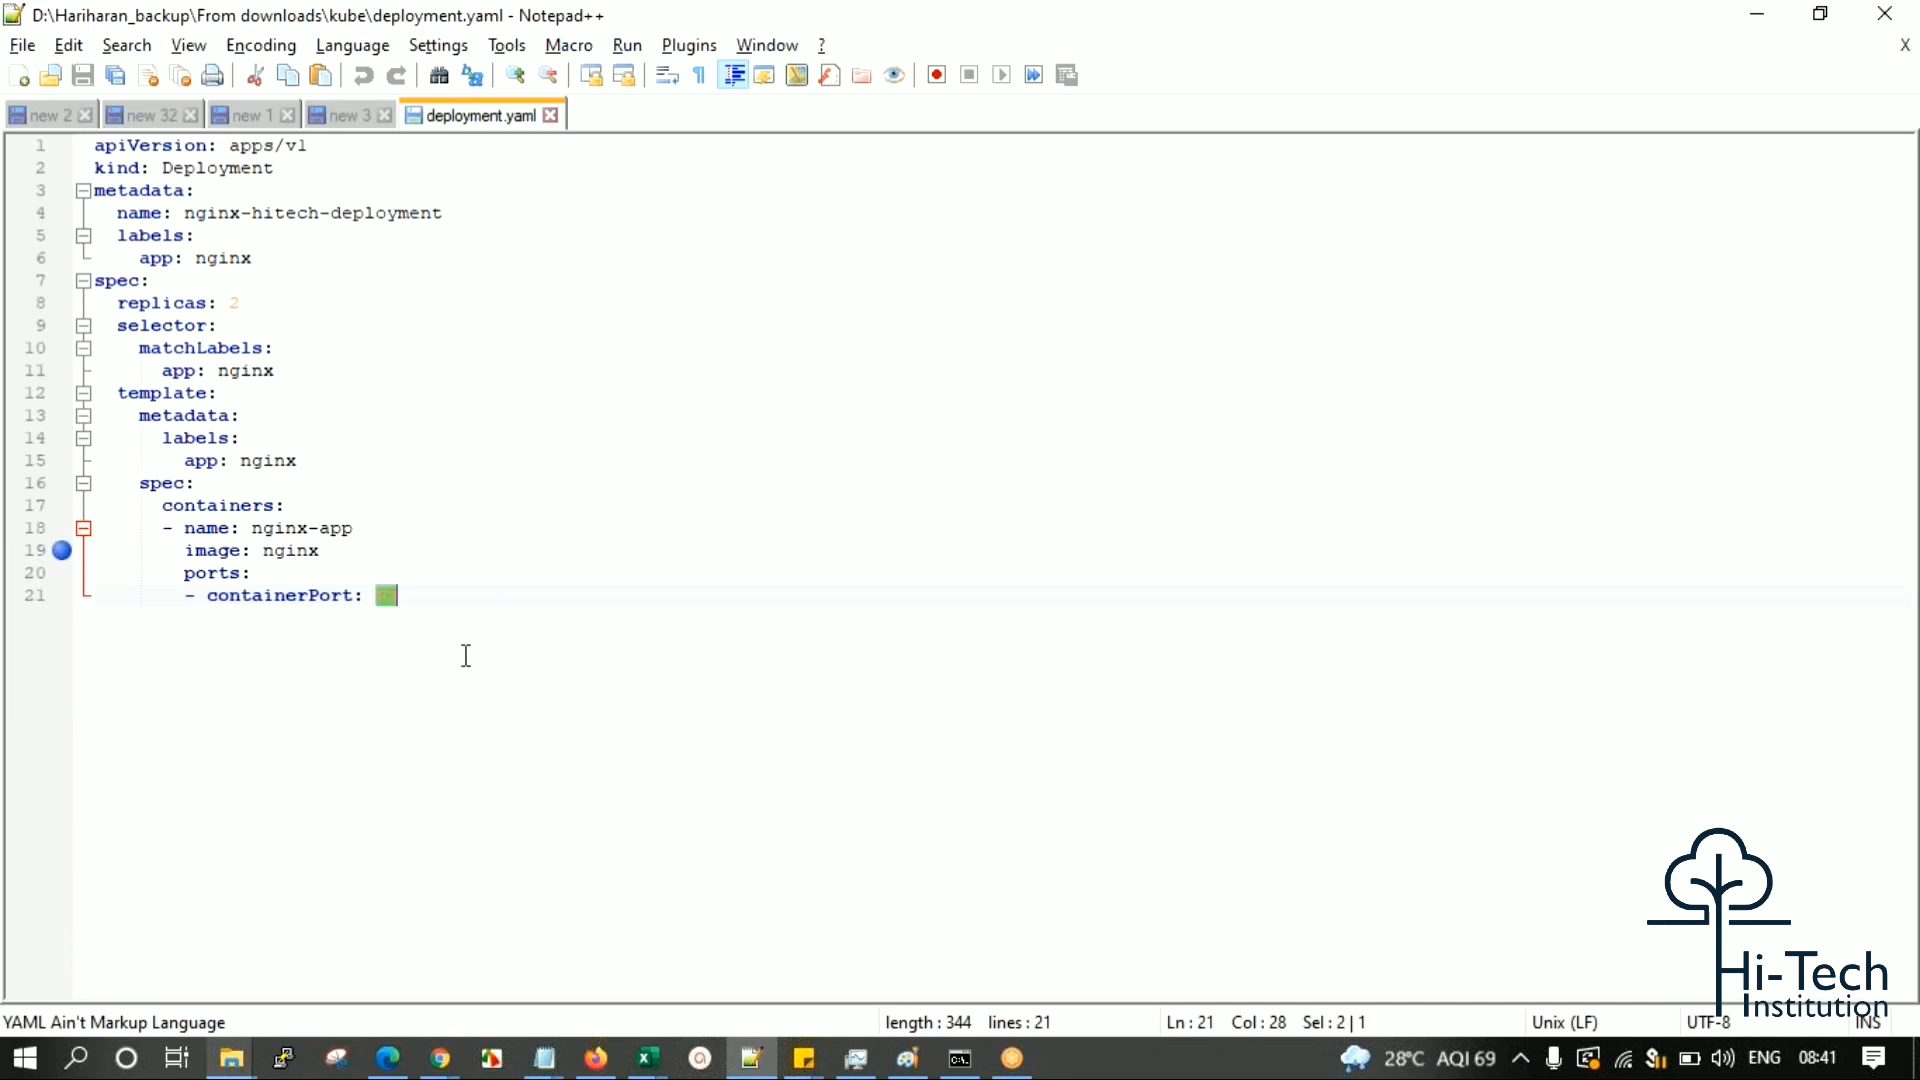 D:\Hariharan_backup\From downloads\kube\deployment.yaml - Notepad++
File Edit Search View Encoding Language Settings Tools Macro Run Plugins Window ?
X
new 2 new 32 new 1 new 3 deployment.yaml
1 apiVersion: apps/v1
2 kind: Deployment
3 metadata:
4 name: nginx-hitech-deployment
5 labels:
6 app: nginx
7 spec:
8 replicas: 2
9 selector:
10 matchLabels:
11 app: nginx
12 template:
13 metadata:
14 labels:
15 app: nginx
16 spec:
17 containers:
18 - name: nginx-app
19 image: nginx
20 ports:
21 - containerPort:
Hi-Tech
Institution
YAML Ain't Markup Language length : 344 lines : 21 Ln : 21 Col : 28 Sel : 2 | 1 Unix (LF) UTF-8 INS
28°C AQI 69 ENG 08:41